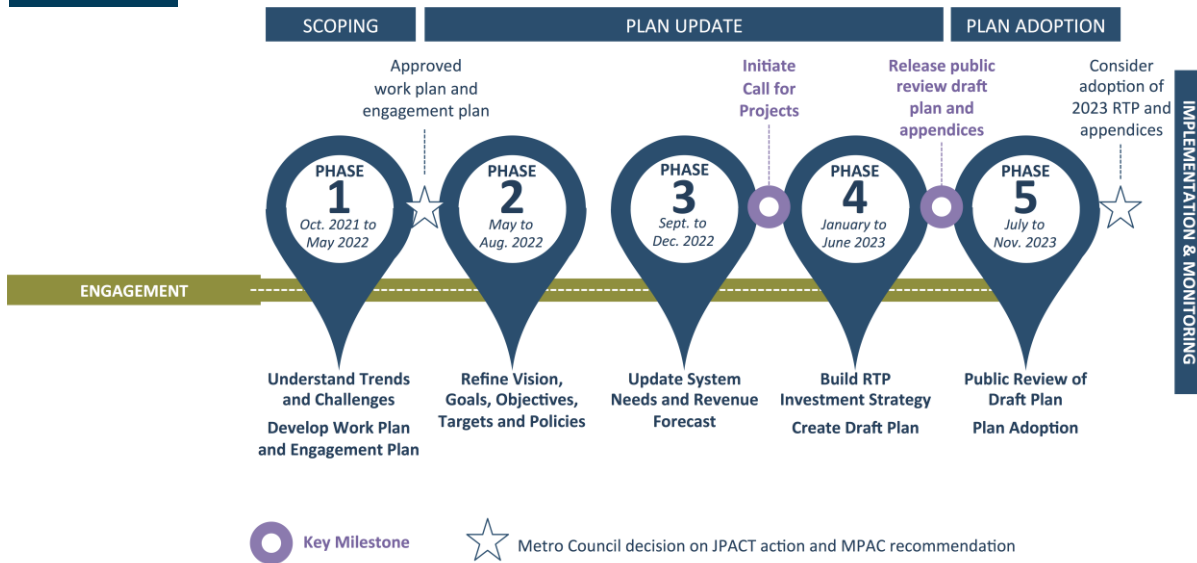 SCOPING
PLAN UPDATE
PLAN ADOPTION
Approved
work plan and
engagement plan
Initiate
Call for
Projects
Release public
review draft
plan and
appendices
Consider
adoption of
2023 RTP and
appendices
IMPLEMENTATION & MONITORING
PHASE
1
Oct. 2021 to
May 2022
PHASE
2
May to
Aug. 2022
PHASE
3
Sept. to
Dec. 2022
PHASE
4
January to
June 2023
PHASE
5
July to
Nov. 2023
ENGAGEMENT
Understand Trends
and Challenges
Develop Work Plan
and Engagement Plan
Refine Vision,
Goals, Objectives,
Targets and Policies
Update System
Needs and Revenue
Forecast
Build RTP
Investment Strategy
Create Draft Plan
Public Review of
Draft Plan
Plan Adoption
Key Milestone
Metro Council decision on JPACT action and MPAC recommendation